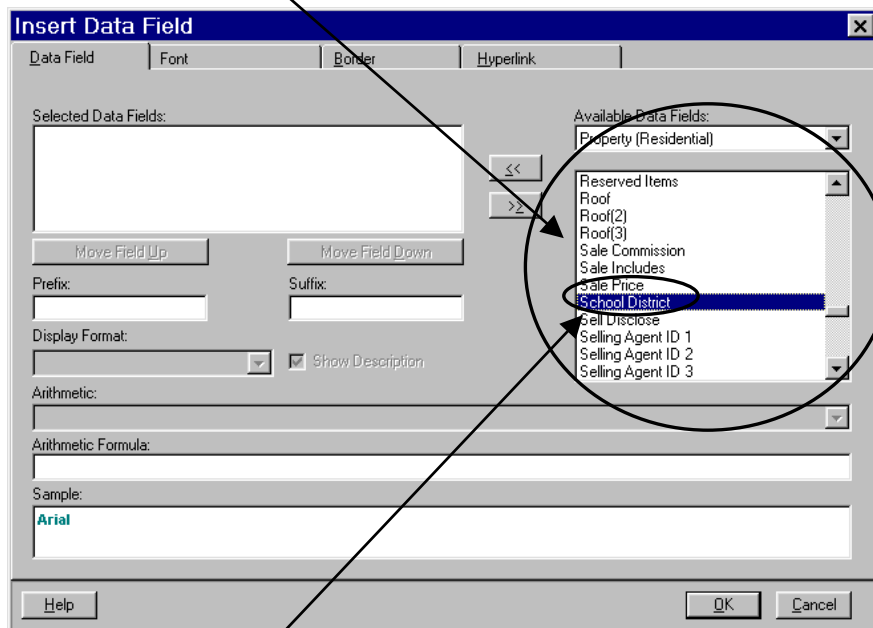 Insert Data Field
Data Field Font Border Hyperlink
Selected Data Fields:
Available Data Fields:
Property (Residential)
<<
>>
Reserved Items
Roof
Roof(2)
Roof(3)
Sale Commission
Sale Includes
Sale Price
School District
Sell Disclose
Selling Agent ID 1
Selling Agent ID 2
Selling Agent ID 3
Move Field Up Move Field Down
Prefix: Suffix:
Display Format:
Show Description
Arithmetic:
Arithmetic Formula:
Sample:
Arial
Help OK Cancel